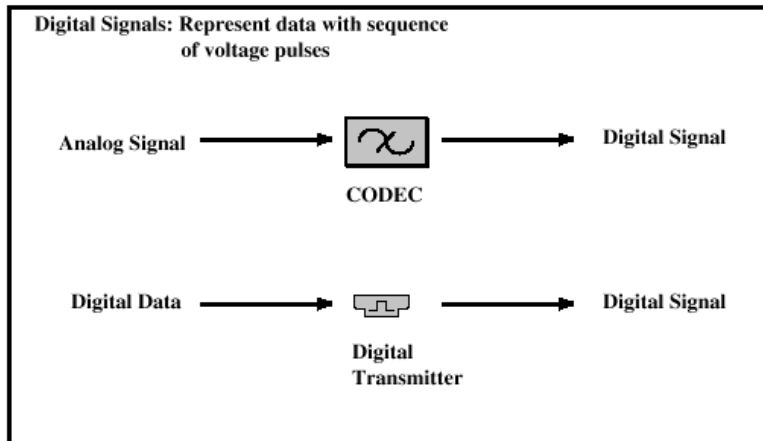 Digital Signals: Represent data with sequence
of voltage pulses
Analog Signal
Digital Signal
CODEC
Digital Data
Digital Signal
Digital
Transmitter